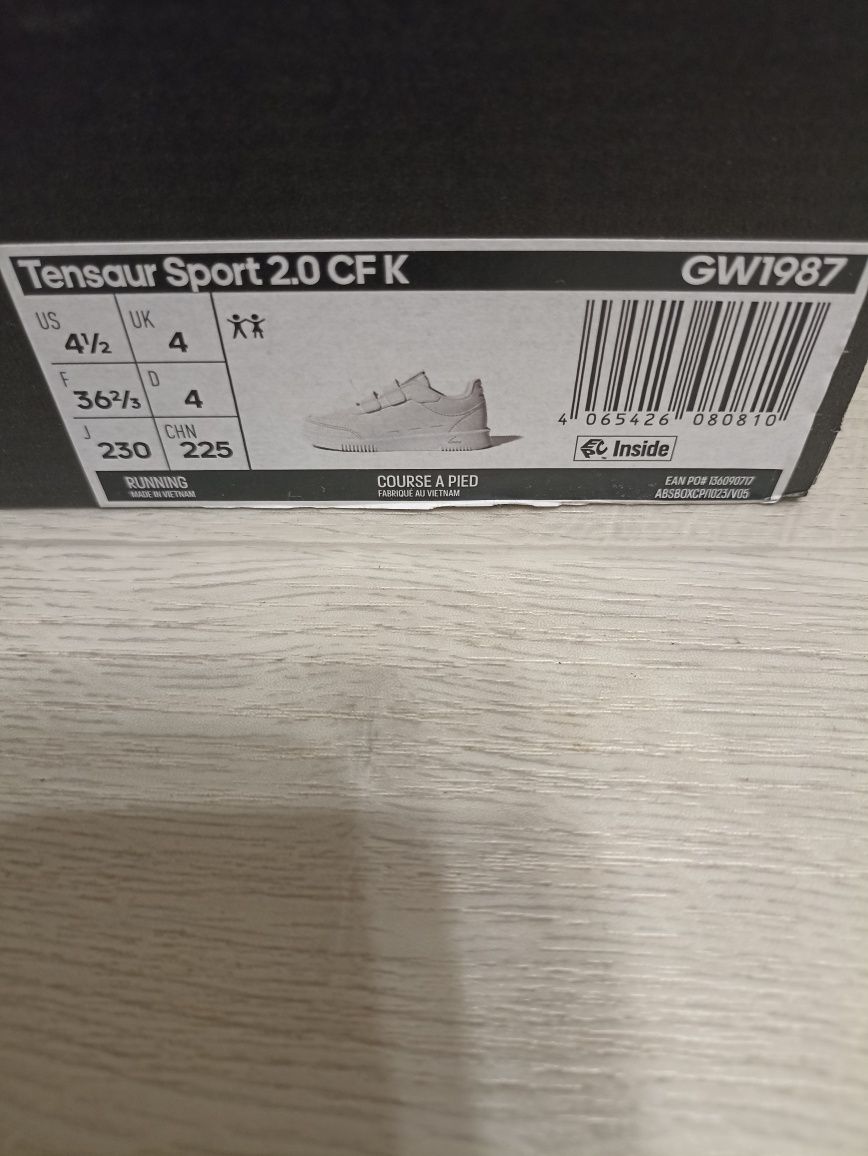 Tensaur Sport 2.0 CF K GW1987
US 4½ UK 4
F 36⅔ D 4
J 230 CHN 225
4 065426 080810
Inside
RUNNING
MADE IN VIETNAM
COURSE A PIED
FABRIQUÉ AU VIETNAM
EAN PO# 136090717
ABSBOXCP/1023/V05